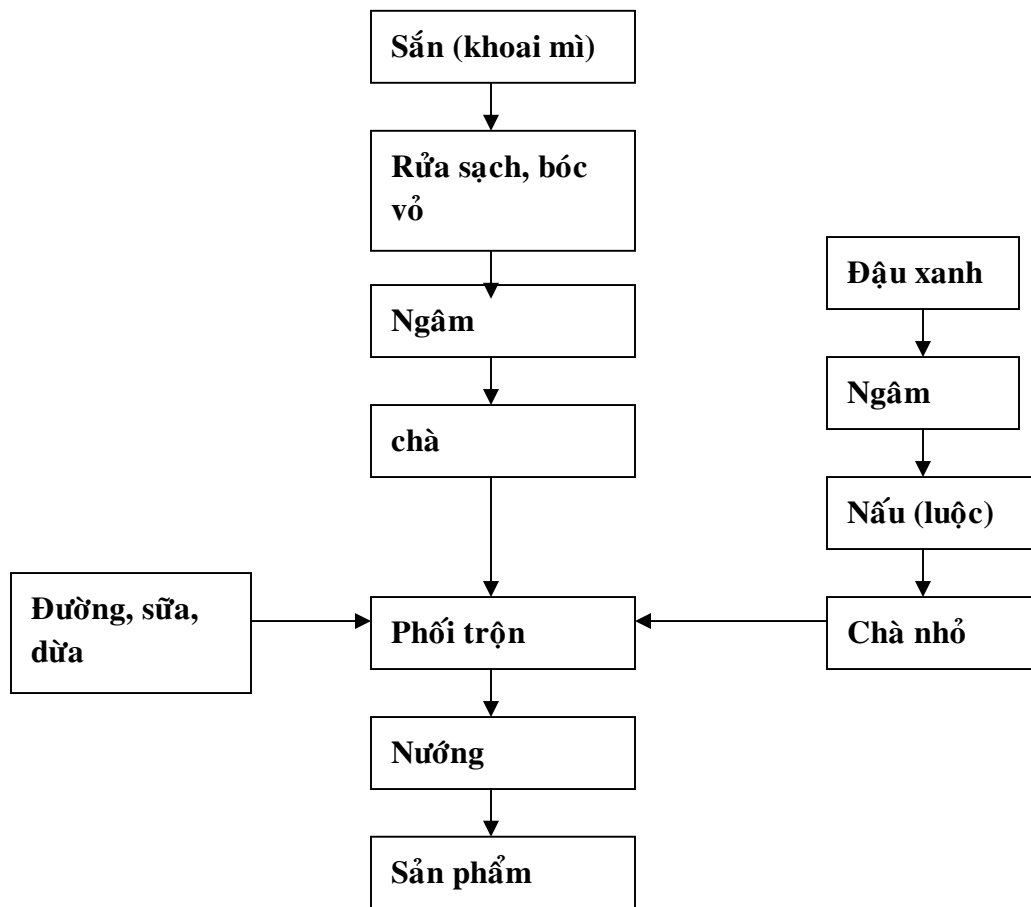 Sắn (khoai mì)
Rửa sạch, bóc
vỏ
Đậu xanh
Ngâm
Ngâm
chà
Nấu (luộc)
Đường, sữa,
dừa
Phối trộn
Chà nhỏ
Nướng
Sản phẩm